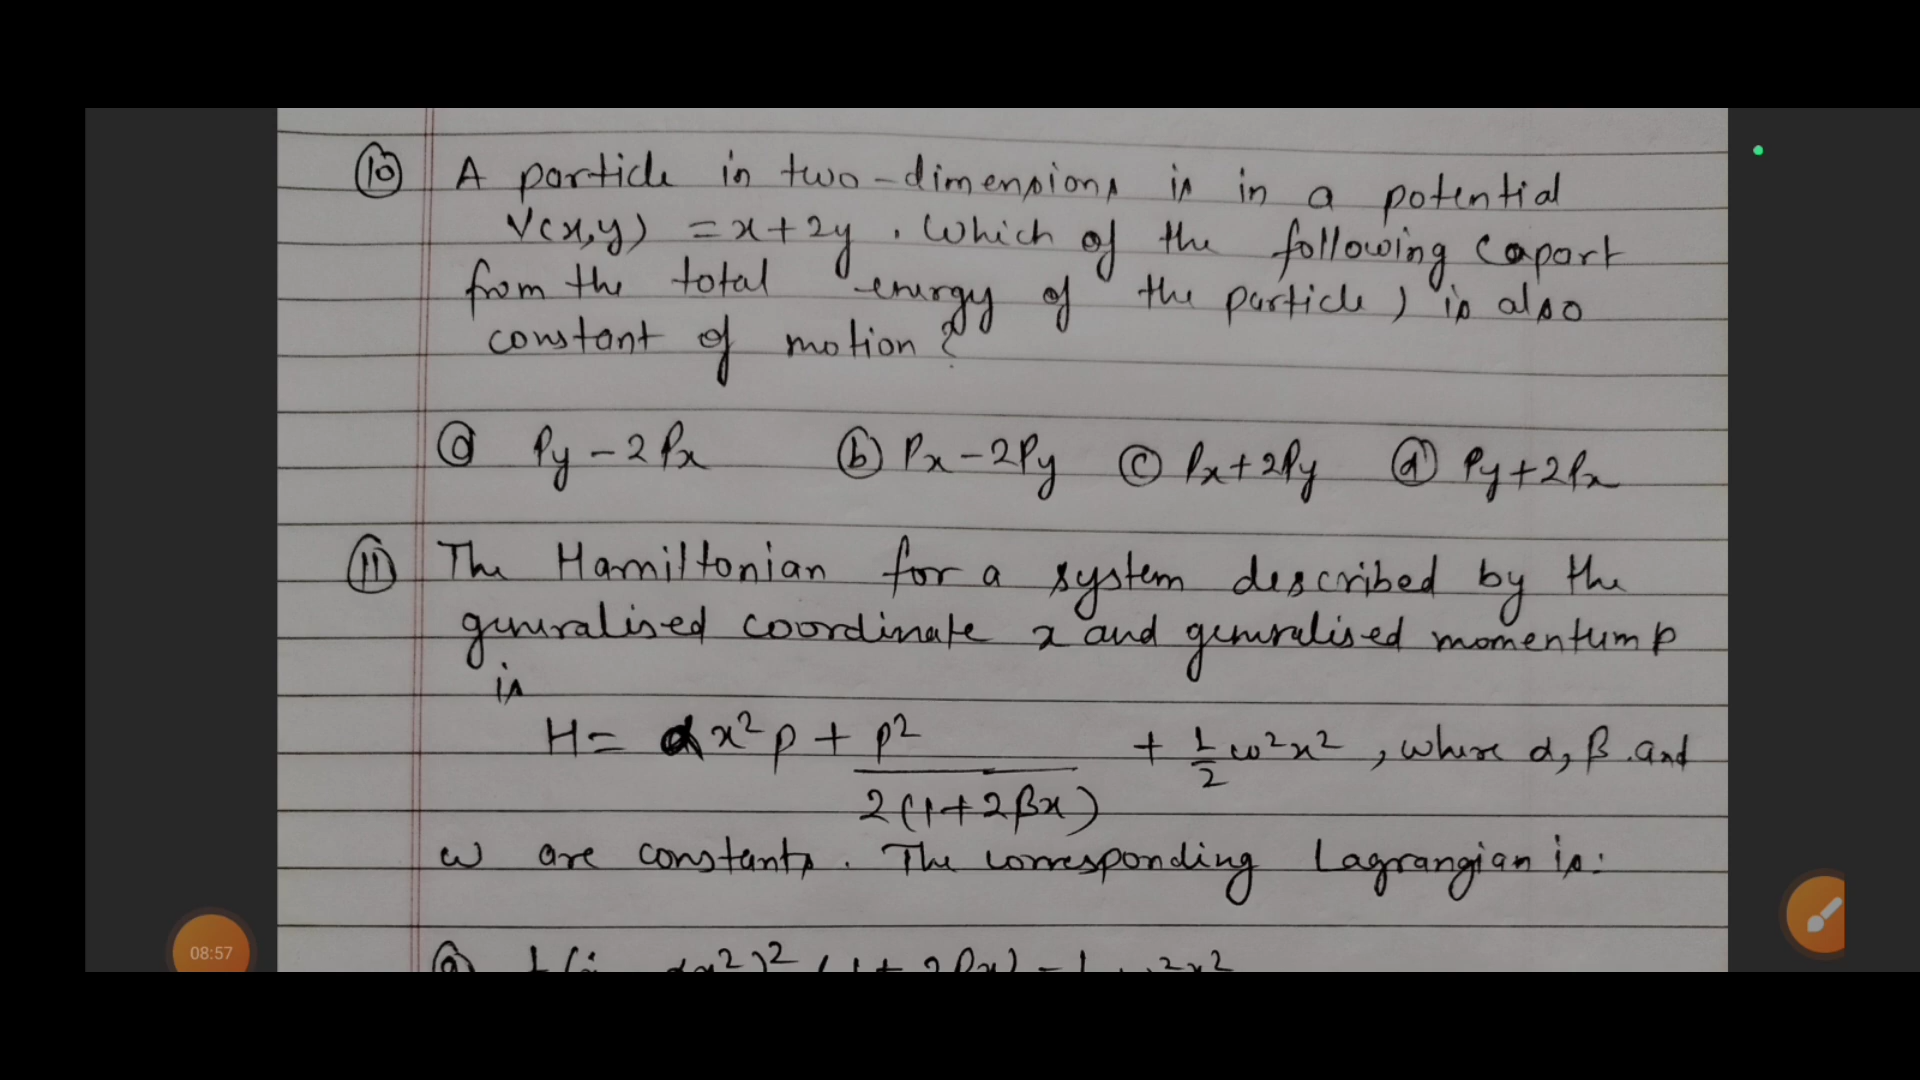 ⑩ A particle in two-dimensions is in a potential
V(x,y) = x+2y. Which of the following (apart
from the total energy of the particle) is also
constant of motion?
ⓐ Py - 2Px ⓑ Px - 2Py ⓒ Px + 2Py ⓓ Py + 2Px
⑪ The Hamiltonian for a system described by the
generalised coordinate x and generalised momentum p
is
H = αx²p + p² + 1/2 ω²x², where α, β and
2(1+2βx)
ω are constants. The corresponding Lagrangian is:
08:57